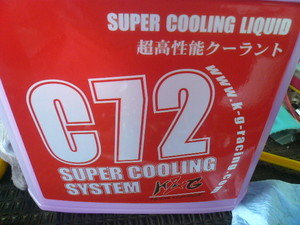 SUPER COOLING LIQUID
超高性能クーラント
C72
www.k-g-racing.com
SUPER COOLING
SYSTEM